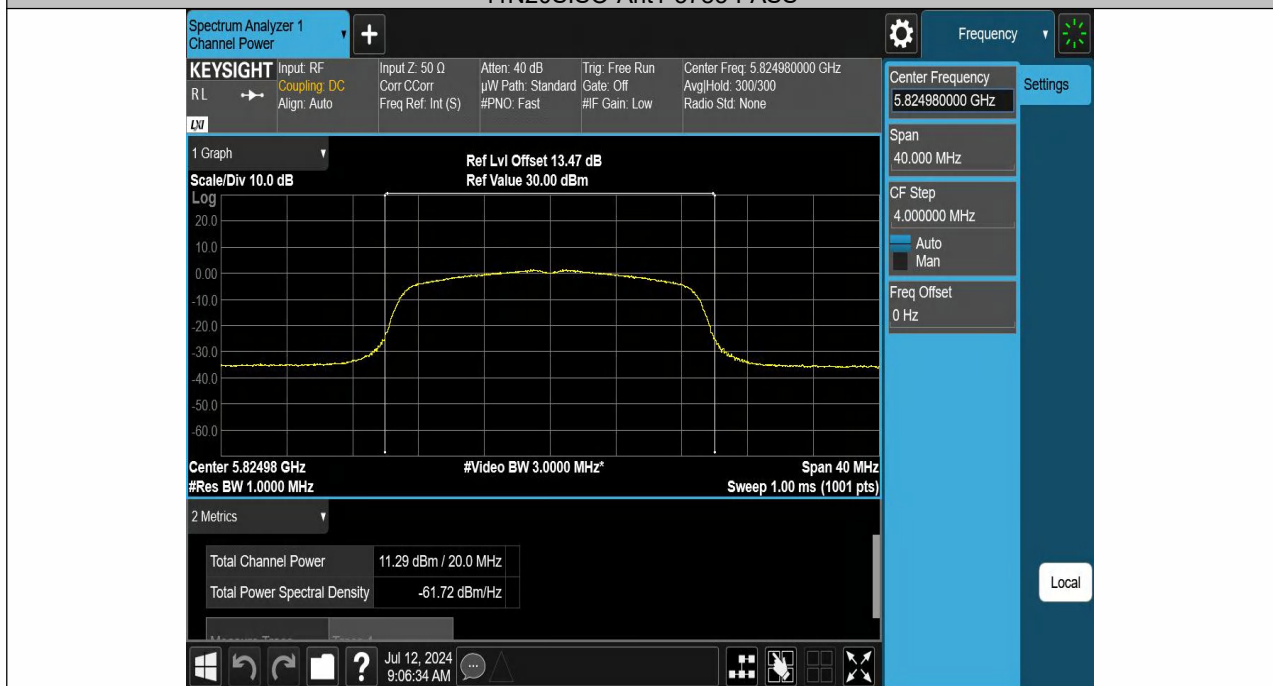 Spectrum Analyzer 1
Channel Power
+
Frequency
KEYSIGHT
RL
LXI
Input: RF
Coupling: DC
Align: Auto
Input Z: 50 Ω
Corr CCorr
Freq Ref: Int (S)
Atten: 40 dB
µW Path: Standard
#PNO: Fast
Trig: Free Run
Gate: Off
#IF Gain: Low
Center Freq: 5.824980000 GHz
Avg|Hold: 300/300
Radio Std: None
Center Frequency
5.824980000 GHz
Settings
Span
40.000 MHz
CF Step
4.000000 MHz
Auto
Man
Freq Offset
0 Hz
1 Graph
Scale/Div 10.0 dB
Ref Lvl Offset 13.47 dB
Ref Value 30.00 dBm
Log
20.0
10.0
0.00
-10.0
-20.0
-30.0
-40.0
-50.0
-60.0
Center 5.82498 GHz
#Video BW 3.0000 MHz*
Span 40 MHz
#Res BW 1.0000 MHz
Sweep 1.00 ms (1001 pts)
2 Metrics
Total Channel Power 11.29 dBm / 20.0 MHz
Total Power Spectral Density -61.72 dBm/Hz
Local
?
Jul 12, 2024
9:06:34 AM